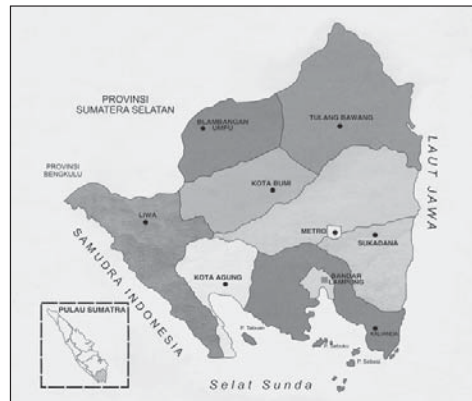 PROVINSI
SUMATERA SELATAN
BLAMBANGAN
UMPU
TULANG BAWANG
LAUT JAWA
PROVINSI
BENGKULU
KOTA BUMI
LIWA
METRO
SUKADANA
KOTA AGUNG
BANDAR
LAMPUNG
SAMUDRA INDONESIA
PULAU SUMATRA
P. Tabuan
KALIANDA
P. Sebuku
P. Sebesi
Selat Sunda